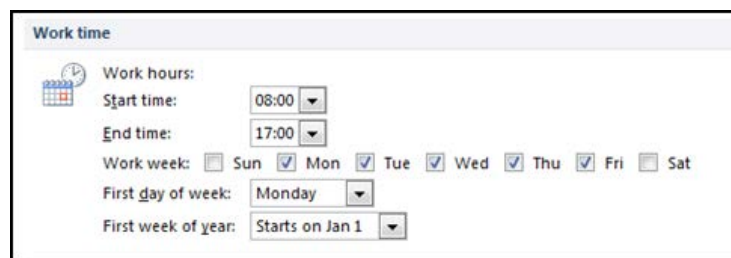 Work time
Work hours:
Start time: 08:00
End time: 17:00
Work week: Sun Mon Tue Wed Thu Fri Sat
First day of week: Monday
First week of year: Starts on Jan 1